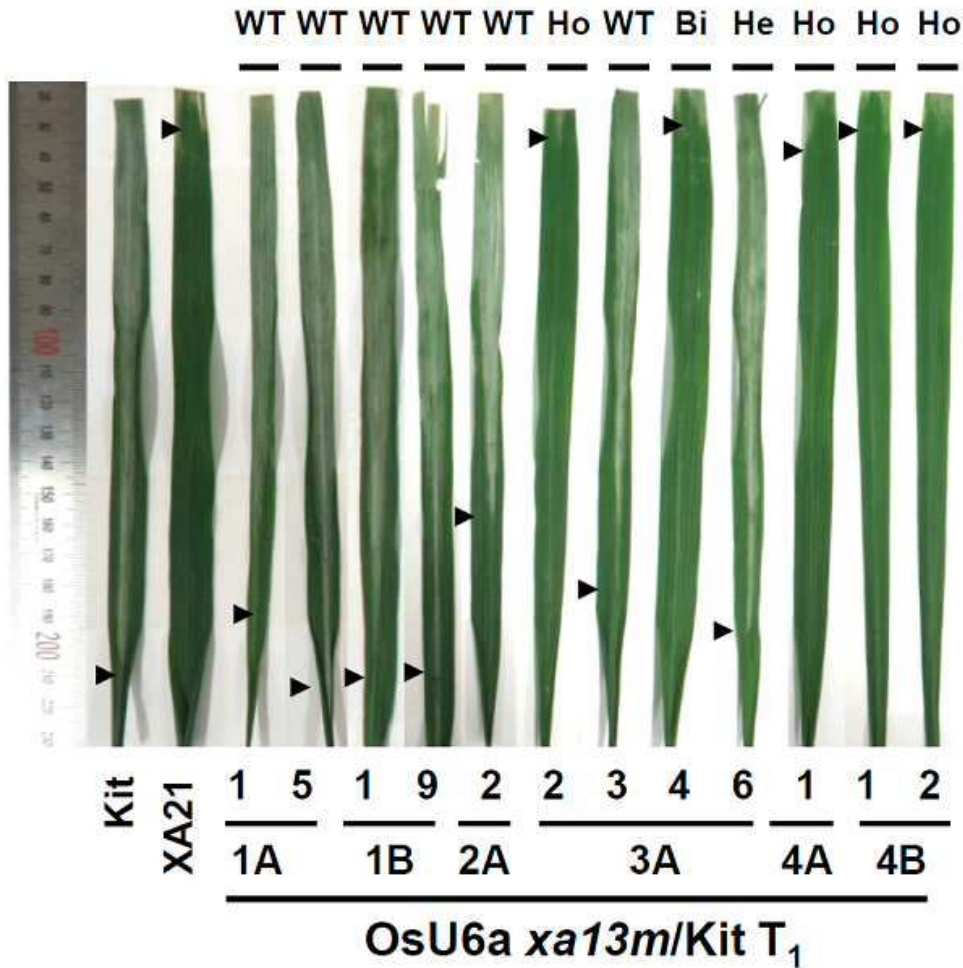 WT WT WT WT WT Ho WT Bi He Ho Ho Ho
100
200
Kit XA21 1 5 1 9 2 2 3 4 6 1 1 2
1A 1B 2A 3A 4A 4B
OsU6a xa13m/Kit T₁